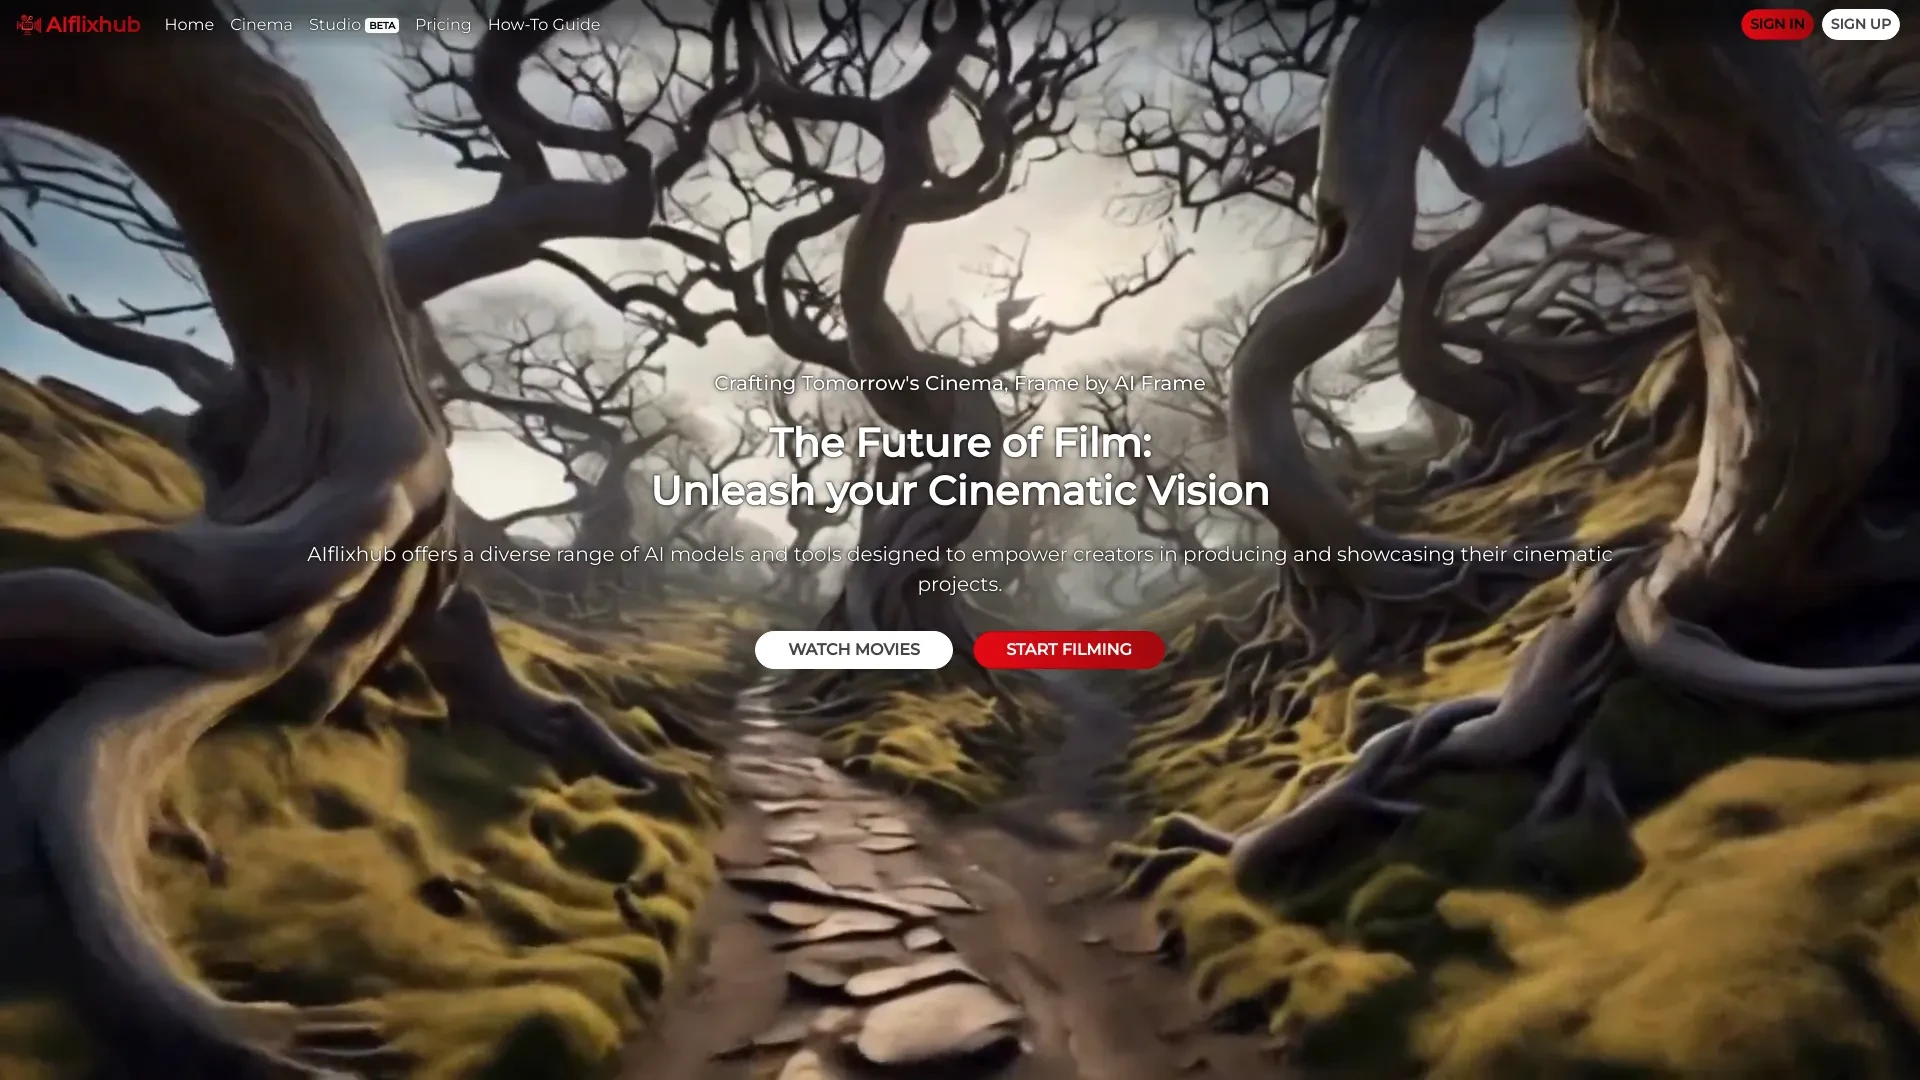 AIflixhub Home Cinema Studio BETA Pricing How-To Guide SIGN IN SIGN UP
Crafting Tomorrow's Cinema, Frame by AI Frame
The Future of Film:
Unleash your Cinematic Vision
AIflixhub offers a diverse range of AI models and tools designed to empower creators in producing and showcasing their cinematic
projects.
WATCH MOVIES START FILMING